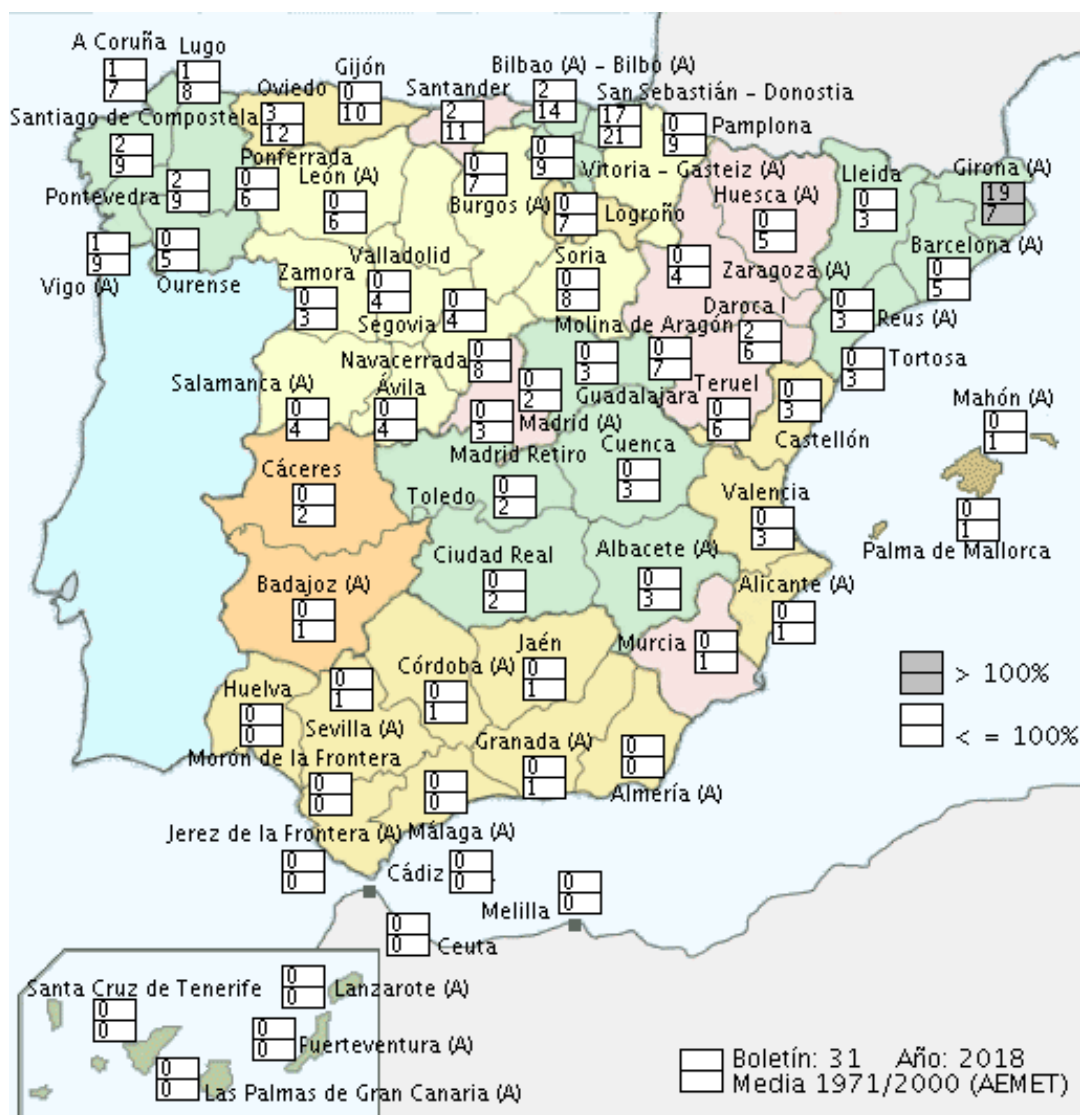 A Coruña
1
7
Lugo
1
8
Oviedo
3
12
Gijón
0
10
Santander
2
11
Bilbao (A) – Bilbo (A)
2
14
San Sebastián – Donostia
17
21
0
9
Pamplona
Santiago de Compostela
2
9
Ponferrada
0
6
León (A)
0
6
0
7
Burgos (A)
0
9
Vitoria – Gasteiz (A)
0
7
Logroño
Huesca (A)
0
5
Lleida
0
3
Girona (A)
19
7
Pontevedra
2
9
1
9
Vigo (A)
0
5
Ourense
Zamora
0
3
Valladolid
0
4
Segovia
0
4
Soria
0
8
0
4
Zaragoza (A)
Barcelona (A)
0
5
Daroca I
2
6
0
3
Reus (A)
0
3
Tortosa
Molina de Aragón
0
7
Navacerrada
0
8
0
3
Guadalajara
0
2
Salamanca (A)
0
4
Avila
0
4
0
3
Madrid (A)
Madrid Retiro
Teruel
0
6
0
3
Castellón
Mahón (A)
0
1
0
1
Palma de Mallorca
Cáceres
0
2
Toledo
0
2
Cuenca
0
3
Valencia
0
3
Badajoz (A)
0
1
Ciudad Real
0
2
Albacete (A)
0
3
Alicante (A)
0
1
Murcia
0
1
Huelva
0
0
0
1
Sevilla (A)
Córdoba (A)
0
1
Jaén
0
1
Morón de la Frontera
0
0
Granada (A)
0
1
0
0
Almería (A)
Jerez de la Frontera (A)
0
0
0
0
Málaga (A)
Cádiz
0
0
Melilla
0
0
0
0
Ceuta
> 100%
< = 100%
Santa Cruz de Tenerife
0
0
0
0
Lanzarote (A)
0
0
Fuerteventura (A)
0
0
Las Palmas de Gran Canaria (A)
Boletín: 31 Año: 2018
Media 1971/2000 (AEMET)